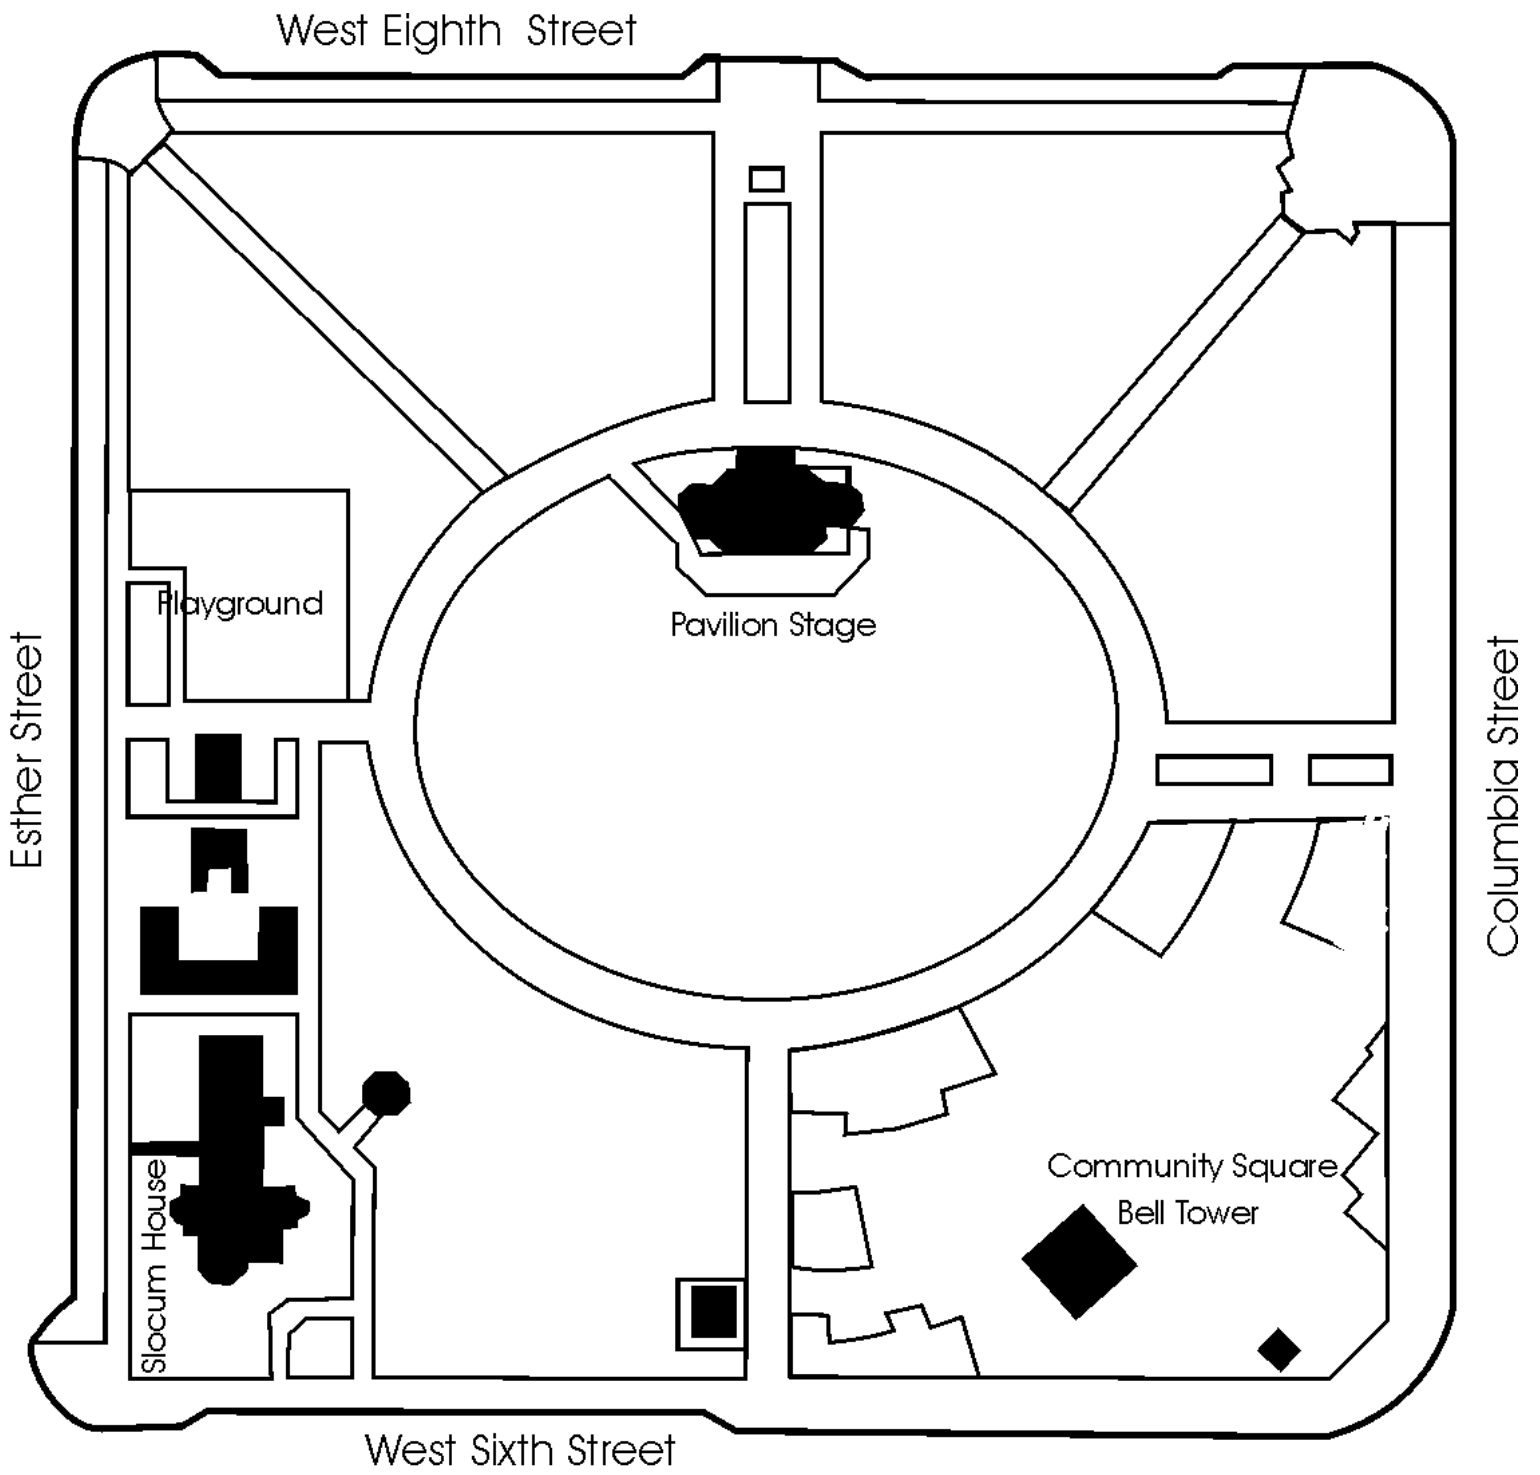 West Eighth Street
Playground
Pavilion Stage
Esther Street
Columbia Street
Community Square
Bell Tower
Slocum House
West Sixth Street